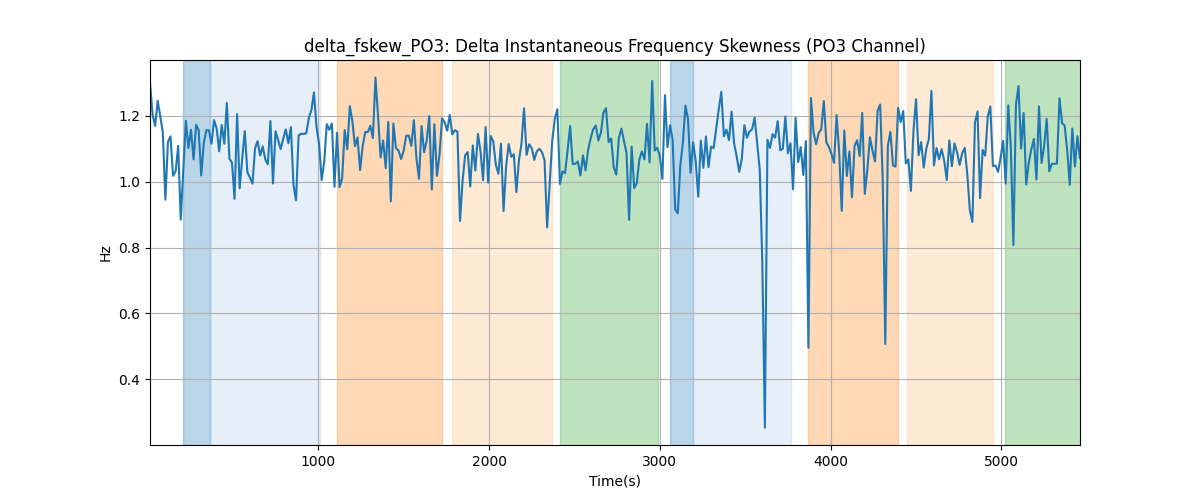 delta_fskew_PO3: Delta Instantaneous Frequency Skewness (PO3 Channel)
1.2
1.0
0.8
0.6
0.4
Hz
1000 2000 3000 4000 5000
Time(s)